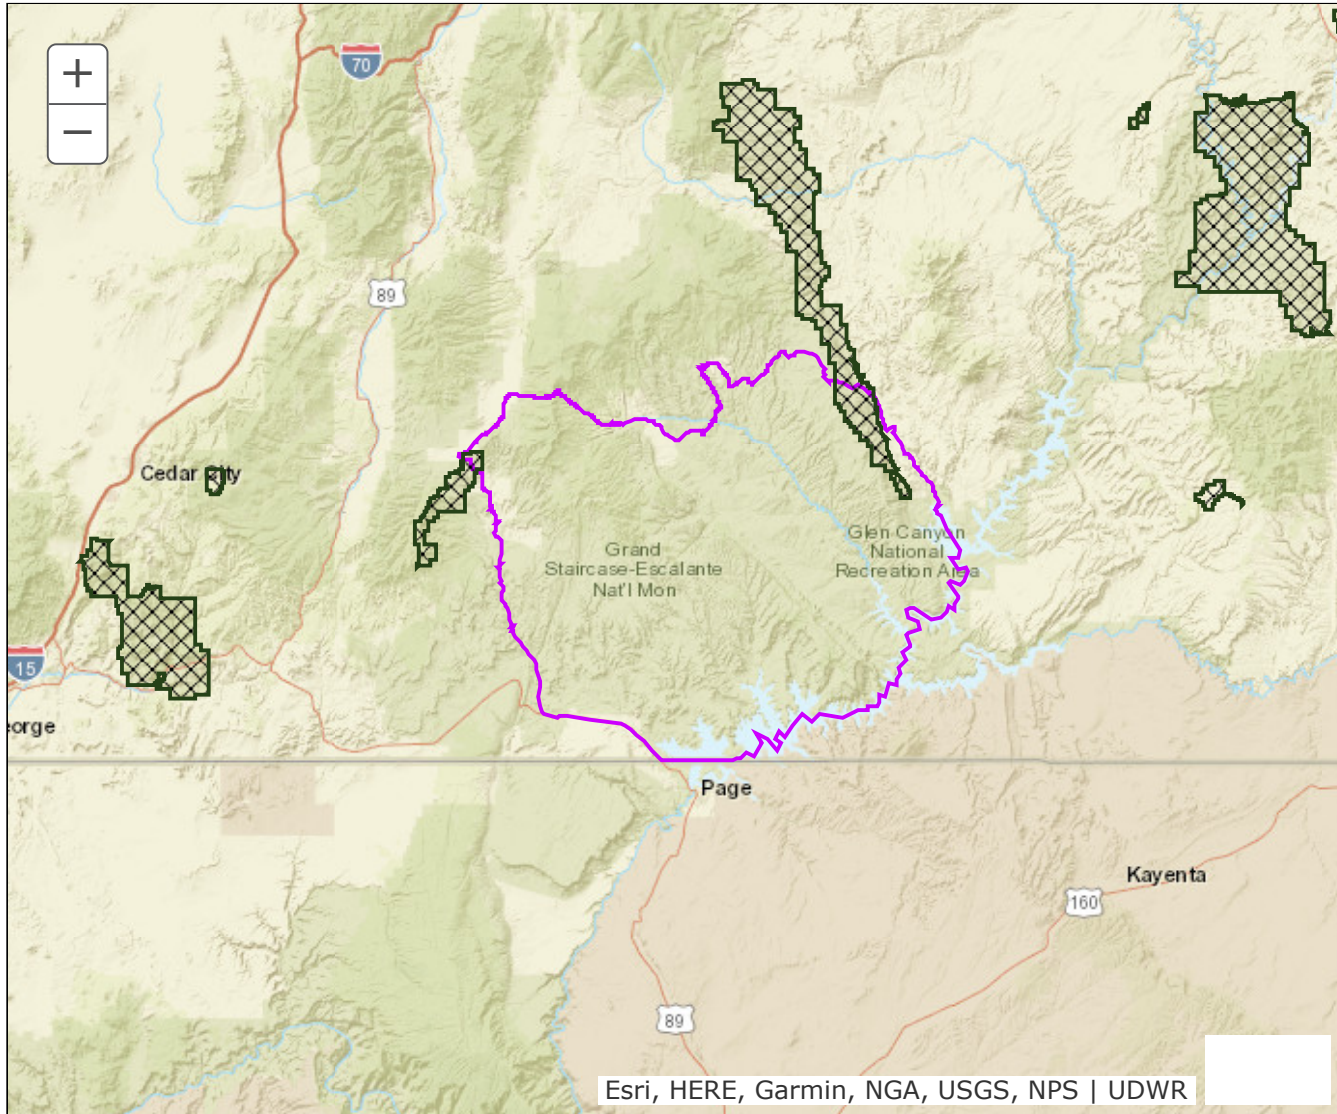 +
−
70
89
Cedar City
Glen Canyon
National
Recreation Area
Grand
Staircase-Escalante
Nat'l Mon
15
eorge
Page
Kayenta
160
89
Esri, HERE, Garmin, NGA, USGS, NPS | UDWR